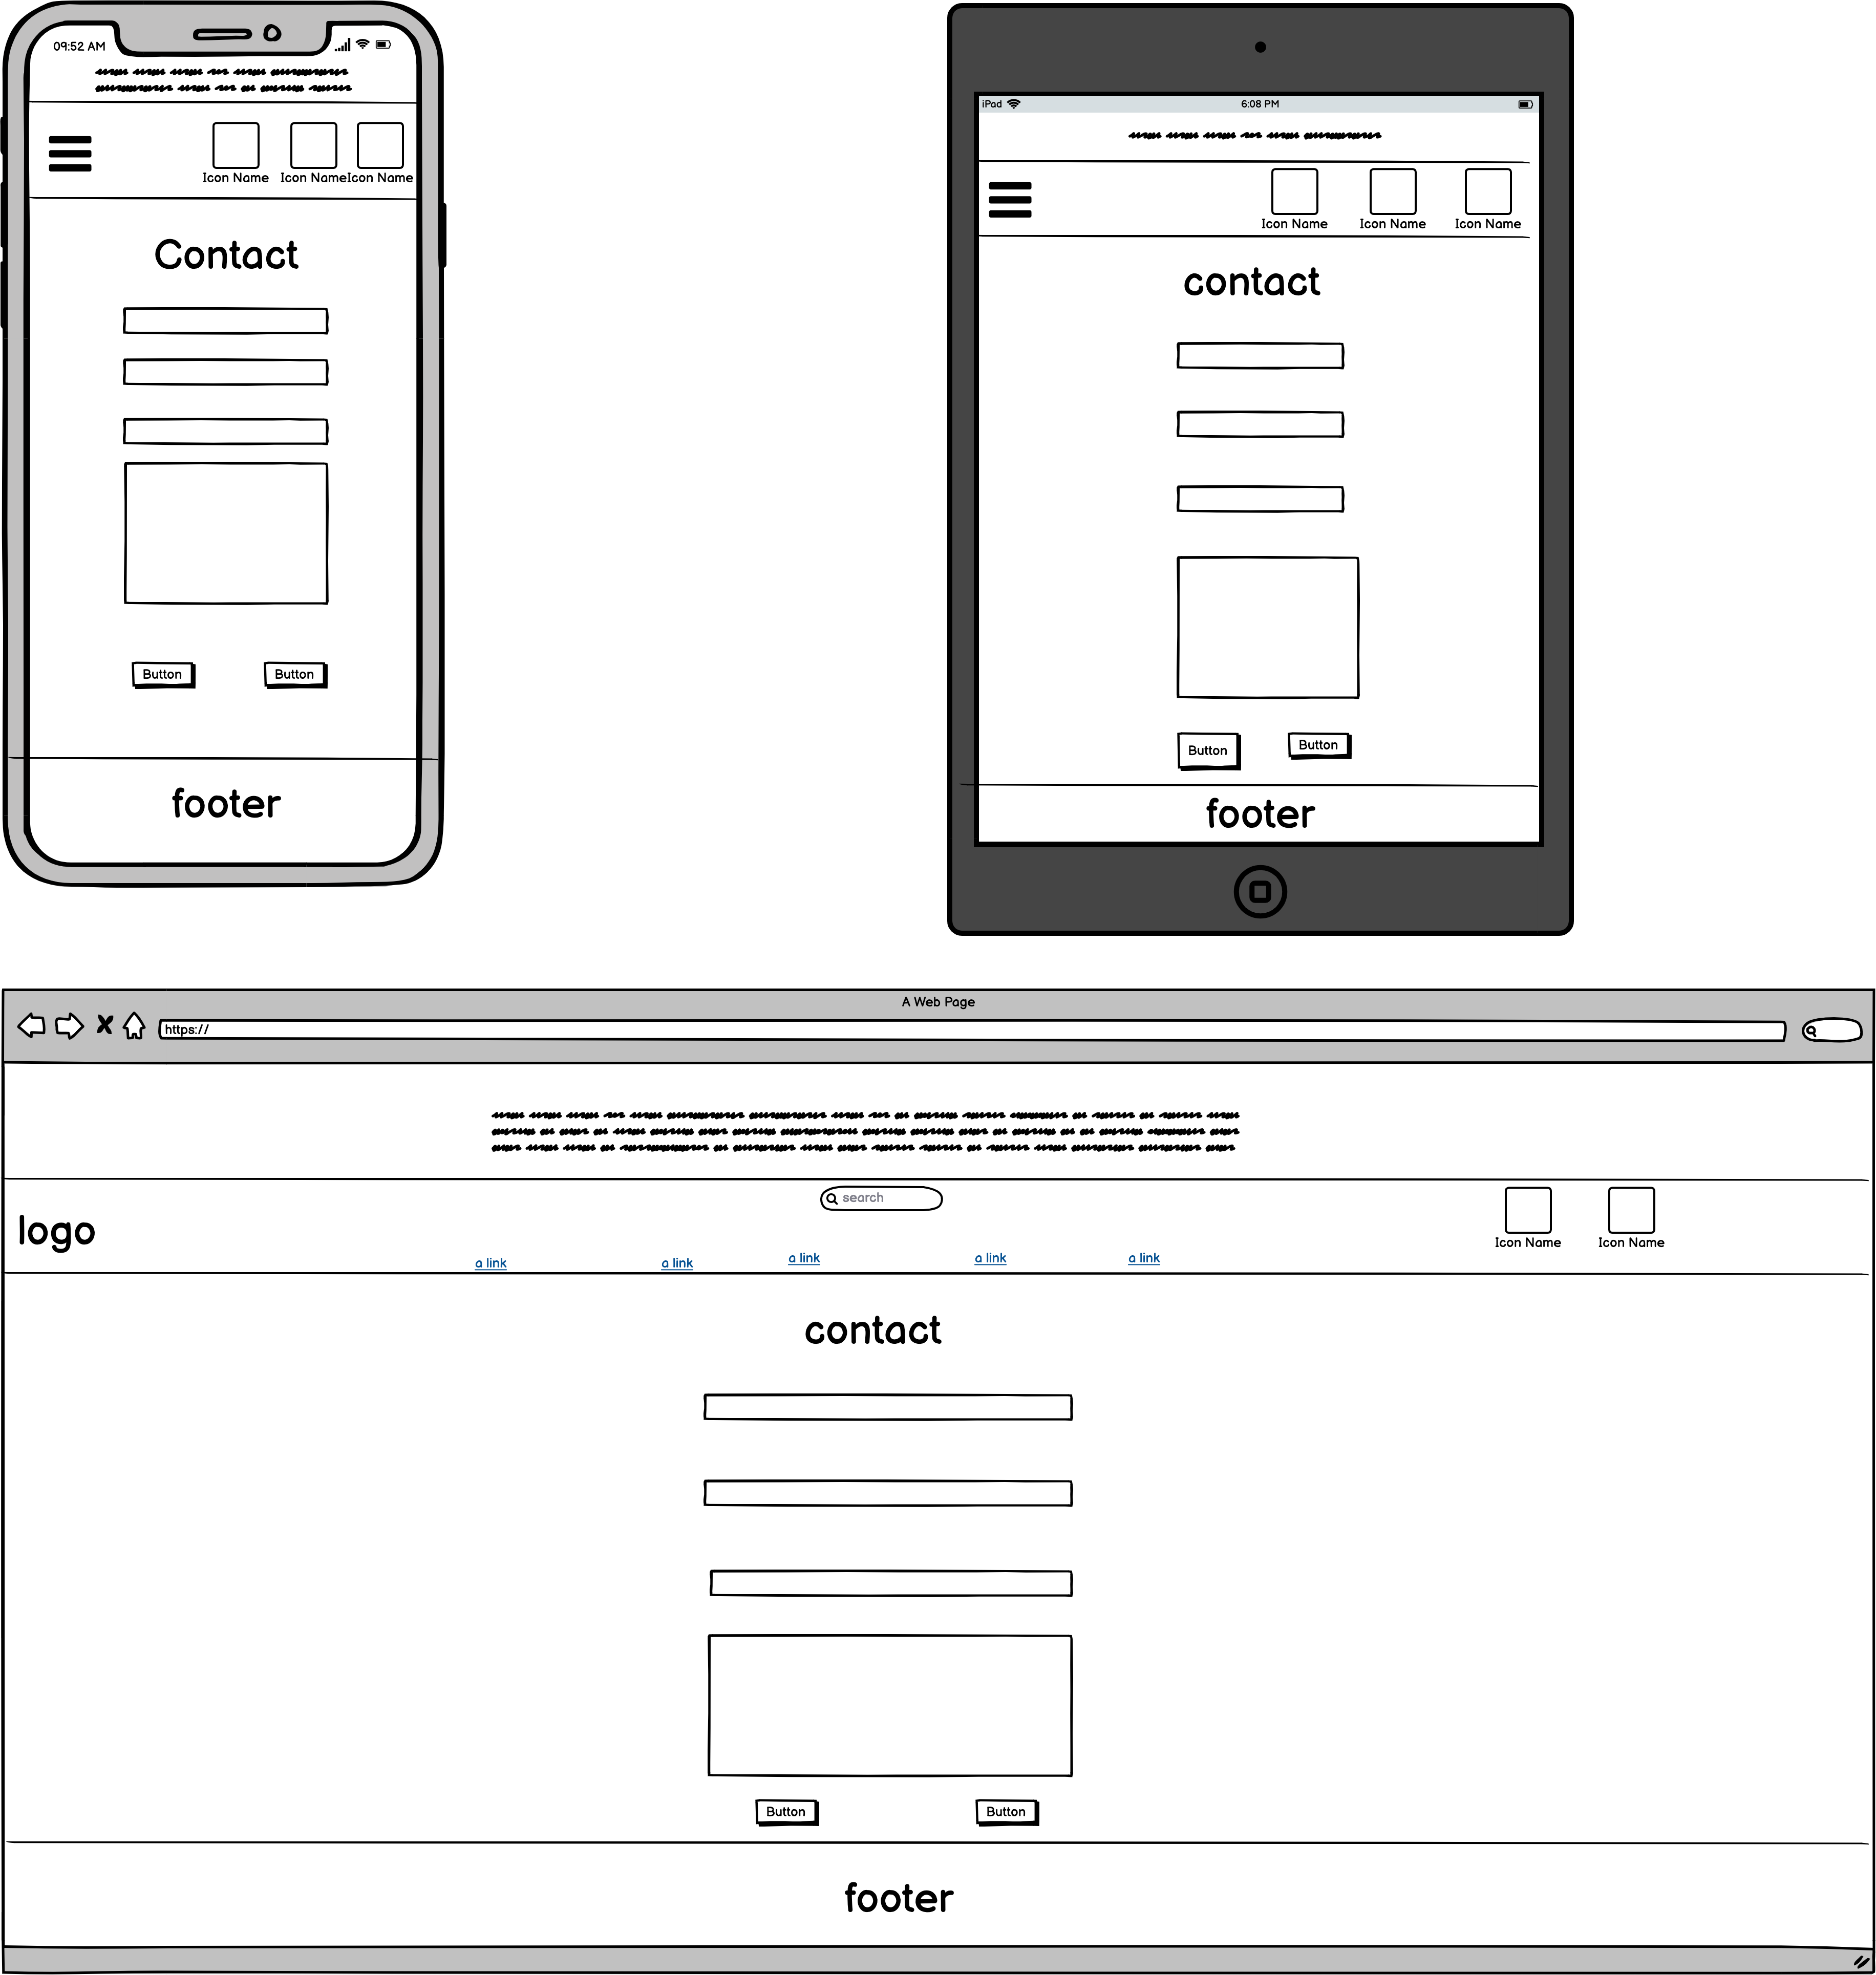 09:52 AM
Icon Name Icon Name Icon Name
Contact
Button Button
footer
iPad 6:08 PM
Icon Name Icon Name Icon Name
contact
Button Button
footer
A Web Page
https://
search
logo
Icon Name Icon Name
a link a link a link a link a link
contact
Button Button
footer